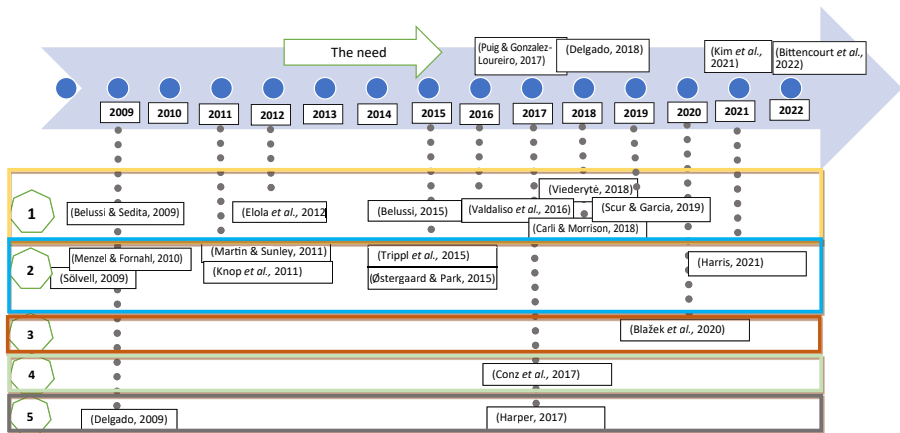 The need
(Puig & Gonzalez-
Loureiro, 2017)
(Delgado, 2018)
(Kim et al.,
2021)
(Bittencourt et al.,
2022)
2009
2010
2011
2012
2013
2014
2015
2016
2017
2018
2019
2020
2021
2022
1
(Belussi & Sedita, 2009)
(Elola et al., 2012
(Belussi, 2015)
(Valdaliso et al., 2016)
(Viederytė, 2018)
(Scur & Garcia, 2019)
(Carli & Morrison, 2018)
2
(Menzel & Fornahl, 2010)
(Sölvell, 2009)
(Martin & Sunley, 2011)
(Knop et al., 2011)
(Trippl et al., 2015)
(Østergaard & Park, 2015)
(Harris, 2021)
3
(Blažek et al., 2020)
4
(Conz et al., 2017)
5
(Delgado, 2009)
(Harper, 2017)